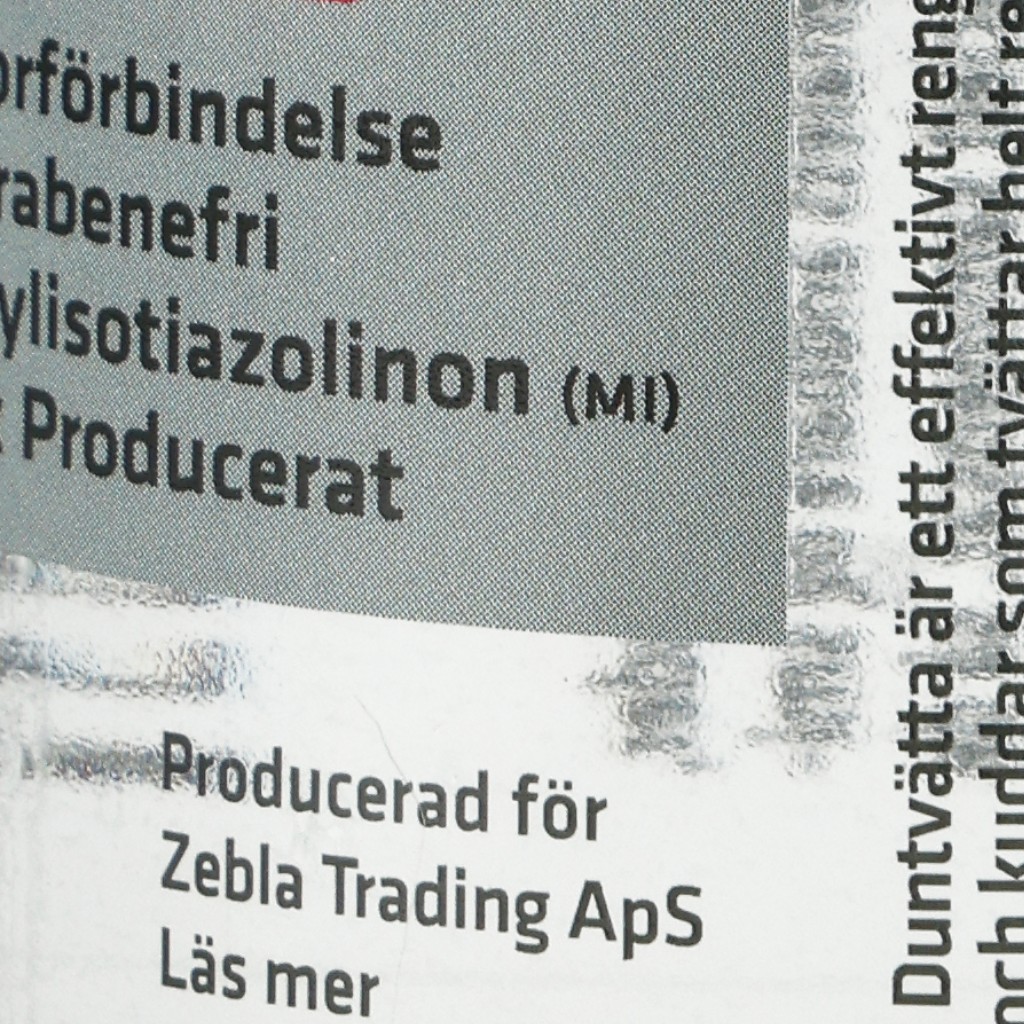 orförbindelse
rabenefri
ylisotiazolinon (MI)
Producerat
Producerad för
Zebla Trading ApS
Läs mer
Duntvätta är ett effektivt reng
och kuddar som tvättar helt re